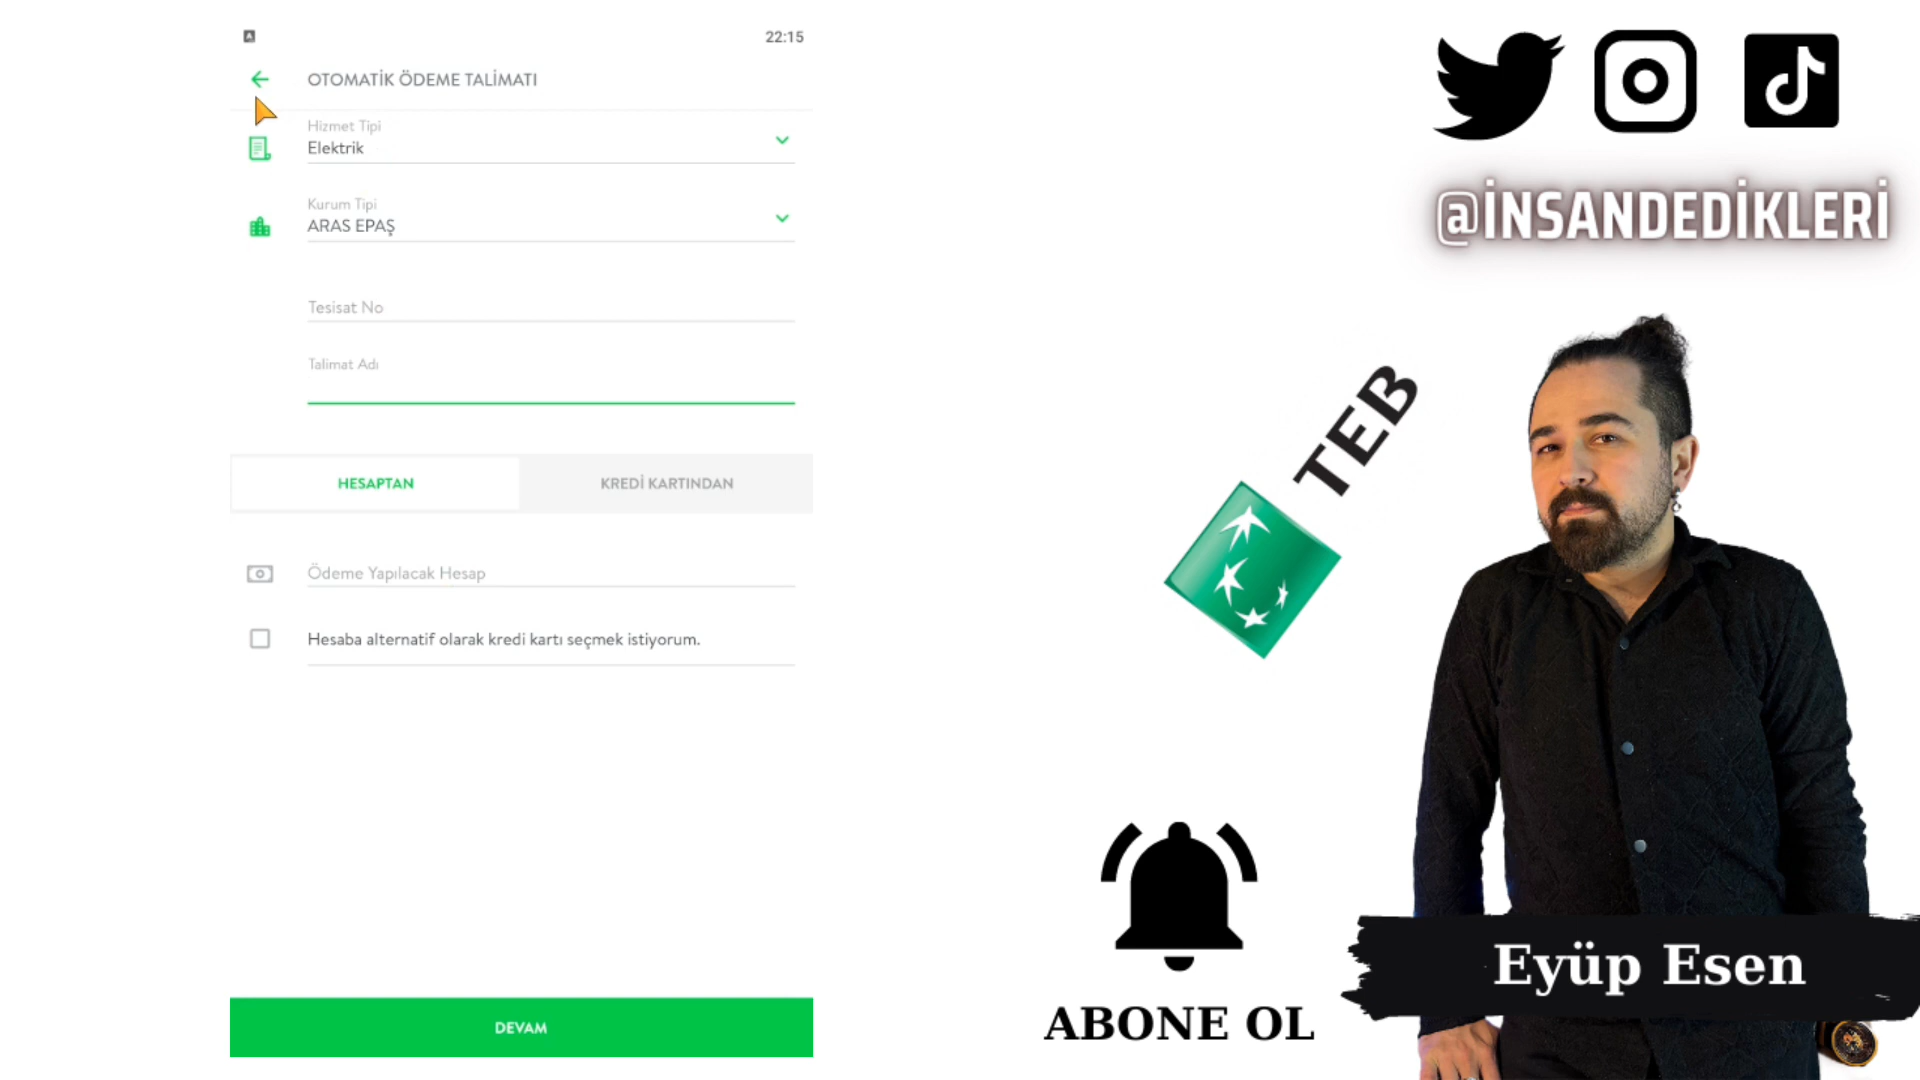 22:15
OTOMATİK ÖDEME TALİMATI
Hizmet Tipi
Elektrik
Kurum Tipi
ARAS EPAŞ
Tesisat No
Talimat Adı
HESAPTAN
KREDİ KARTINDAN
Ödeme Yapılacak Hesap
Hesaba alternatif olarak kredi kartı seçmek istiyorum.
DEVAM
@İNSANDEDİKLERİ
TEB
ABONE OL
Eyüp Esen